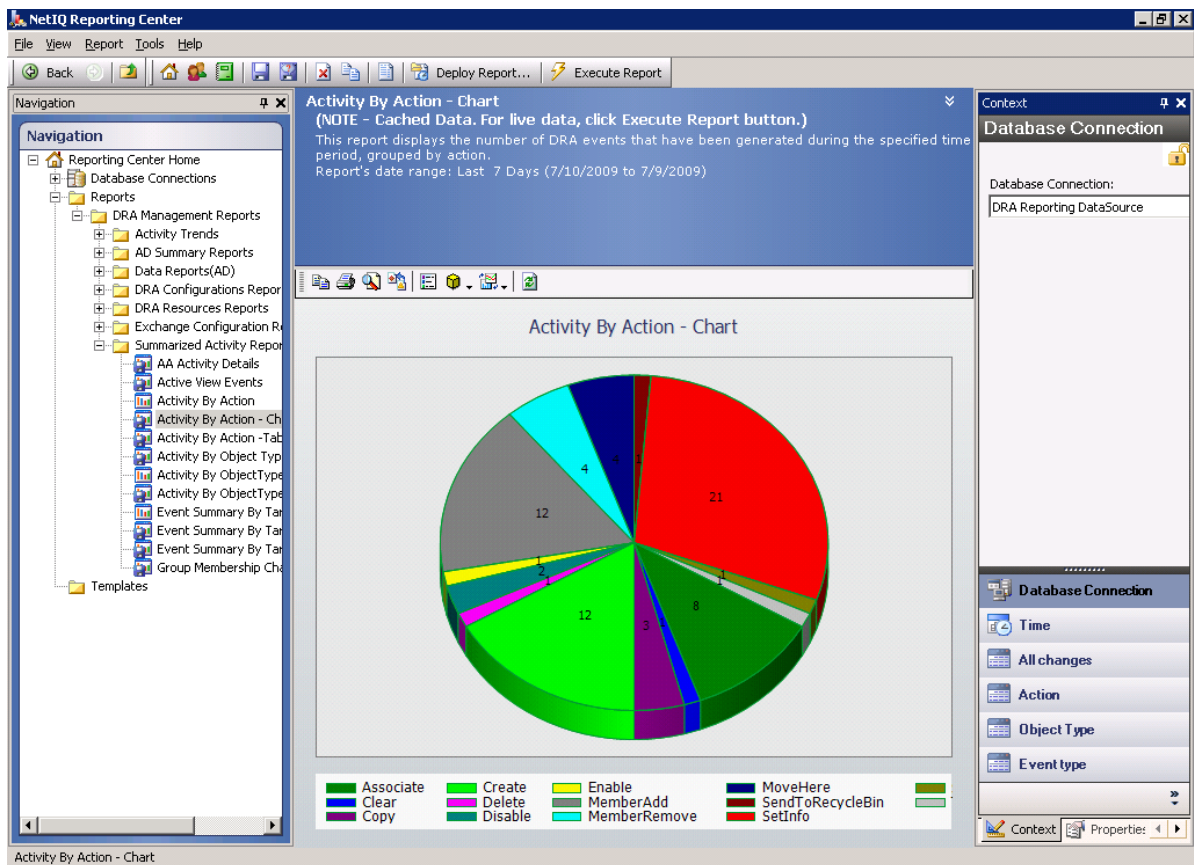 NetIQ Reporting Center
File View Report Tools Help
Back Deploy Report... Execute Report
Navigation
Navigation
Reporting Center Home
Database Connections
Reports
DRA Management Reports
Activity Trends
AD Summary Reports
Data Reports(AD)
DRA Configurations Repor
DRA Resources Reports
Exchange Configuration R
Summarized Activity Repor
AA Activity Details
Active View Events
Activity By Action
Activity By Action - Ch
Activity By Action -Tab
Activity By Object Typ
Activity By ObjectType
Activity By ObjectType
Event Summary By Tar
Event Summary By Tar
Event Summary By Tar
Group Membership Cha
Templates
Activity By Action - Chart
(NOTE - Cached Data. For live data, click Execute Report button.)
This report displays the number of DRA events that have been generated during the specified time
period, grouped by action.
Report's date range: Last 7 Days (7/10/2009 to 7/9/2009)
Activity By Action - Chart
4
4
1
21
12
1
2
1
12
3
1
8
1
1
Associate Create Enable MoveHere
Clear Delete MemberAdd SendToRecycleBin
Copy Disable MemberRemove SetInfo
Context
Database Connection
Database Connection:
DRA Reporting DataSource
Database Connection
Time
All changes
Action
Object Type
Event type
Context Properties
Activity By Action - Chart